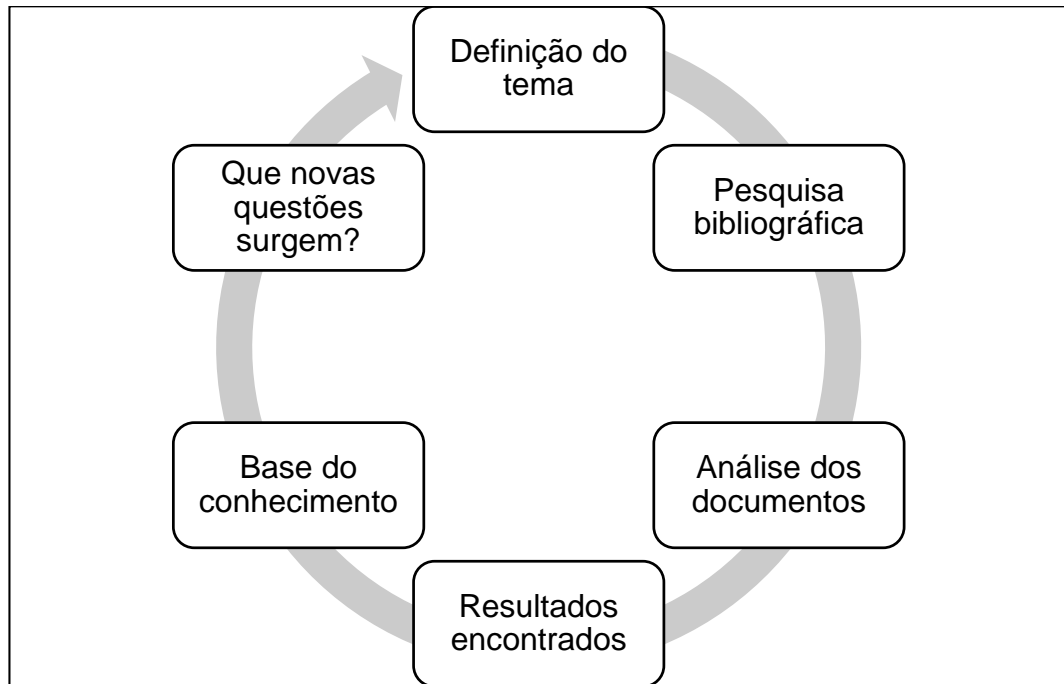 Definição do
tema
Pesquisa
bibliográfica
Análise dos
documentos
Resultados
encontrados
Base do
conhecimento
Que novas
questões
surgem?